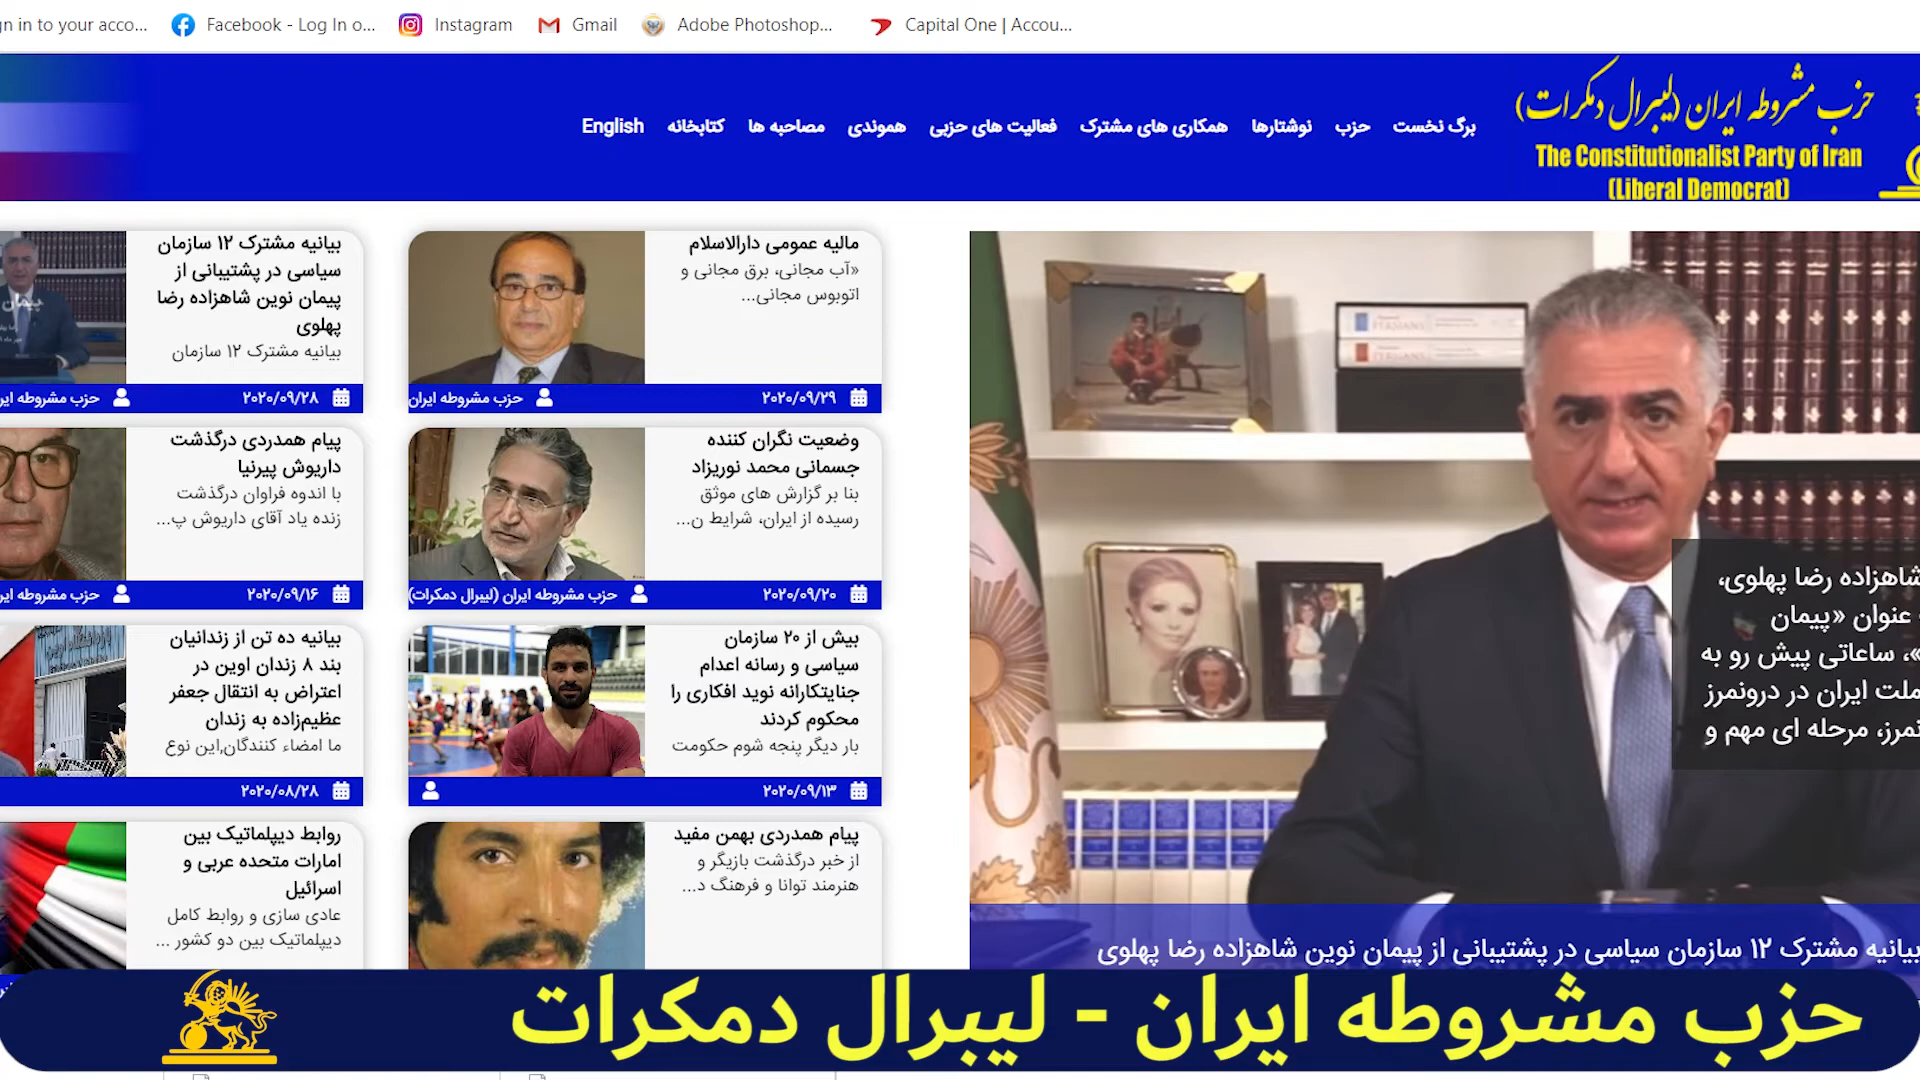 Facebook - Log In o...
Instagram
Gmail
Adobe Photoshop...
Capital One | Accou...
حزب مشروطه ایران (لیبرال دمکرات)
The Constitutionalist Party of Iran
(Liberal Democrat)
برگ نخست
حزب
نوشتارها
همکاری های مشترک
فعالیت های حزبی
هموندی
مصاحبه ها
کتابخانه
English
شاهزاده رضا پهلوی،
عنوان «پیمان
»، ساعاتی پیش رو به
ملت ایران در درونمرز
مرحله ای مهم و
بیانیه مشترک ۱۲ سازمان سیاسی در پشتیبانی از پیمان نوین شاهزاده رضا پهلوی
مالیه عمومی دارالاسلام
«آب مجانی، برق مجانی و
اتوبوس مجانی...
۲۰۲۰/۰۹/۲۹
حزب مشروطه ایران
وضعیت نگران کننده
جسمانی محمد نوریزاد
بنا بر گزارش های موثق
رسیده از ایران، شرایط ن...
۲۰۲۰/۰۹/۲۰
حزب مشروطه ایران (لیبرال دمکرات)
بیش از ۲۰ سازمان
سیاسی و رسانه اعدام
جنایتکارانه نوید افکاری را
محکوم کردند
بار دیگر پنجه شوم حکومت
۲۰۲۰/۰۹/۱۳
پیام همدردی بهمن مفید
از خبر درگذشت بازیگر و
هنرمند توانا و فرهنگ د...
بیانیه مشترک ۱۲ سازمان
سیاسی در پشتیبانی از
پیمان نوین شاهزاده رضا
پهلوی
بیانیه مشترک ۱۲ سازمان
۲۰۲۰/۰۹/۲۸
حزب مشروطه
پیام همدردی درگذشت
داریوش پیرنیا
با اندوه فراوان درگذشت
زنده یاد آقای داریوش پ...
۲۰۲۰/۰۹/۱۶
حزب مشروطه
بیانیه ده تن از زندانیان
بند ۸ زندان اوین در
اعتراض به انتقال جعفر
عظیم‌زاده به زندان
ما امضاء کنندگان,این نوع
۲۰۲۰/۰۸/۲۸
روابط دیپلماتیک بین
امارات متحده عربی و
اسرائیل
عادی سازی و روابط کامل
دیپلماتیک بین دو کشور ...
حزب مشروطه ایران - لیبرال دمکرات